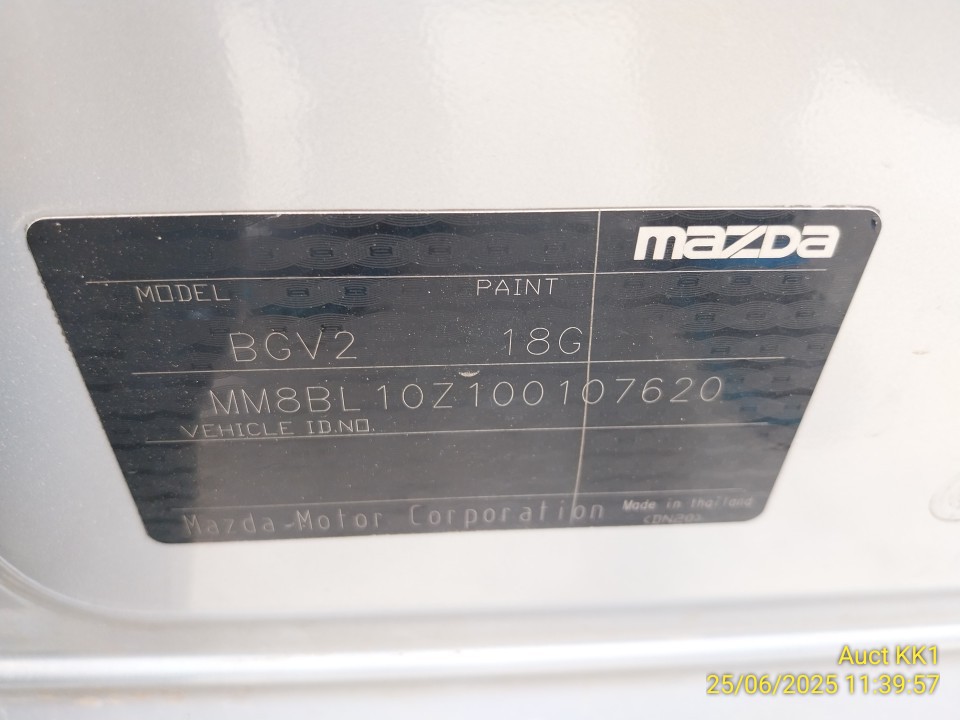 mazda
MODEL PAINT
BGV2 18G
MM8BL10Z100107620
VEHICLE I.D.NO.
Mazda Motor Corporation Made in thailand
<DN20>
Auct KK1
25/06/2025 11:39:57